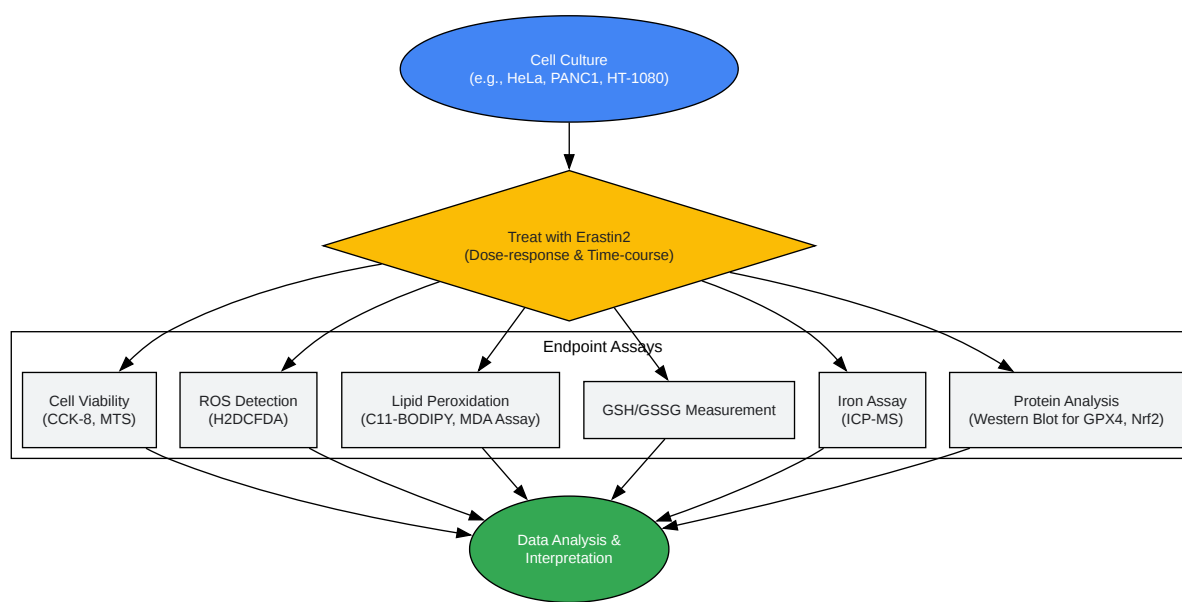 Cell Culture
(e.g., HeLa, PANC1, HT-1080)
Treat with Erastin2
(Dose-response & Time-course)
Endpoint Assays
Cell Viability
(CCK-8, MTS)
ROS Detection
(H2DCFDA)
Lipid Peroxidation
(C11-BODIPY, MDA Assay)
GSH/GSSG Measurement
Iron Assay
(ICP-MS)
Protein Analysis
(Western Blot for GPX4, Nrf2)
Data Analysis &
Interpretation